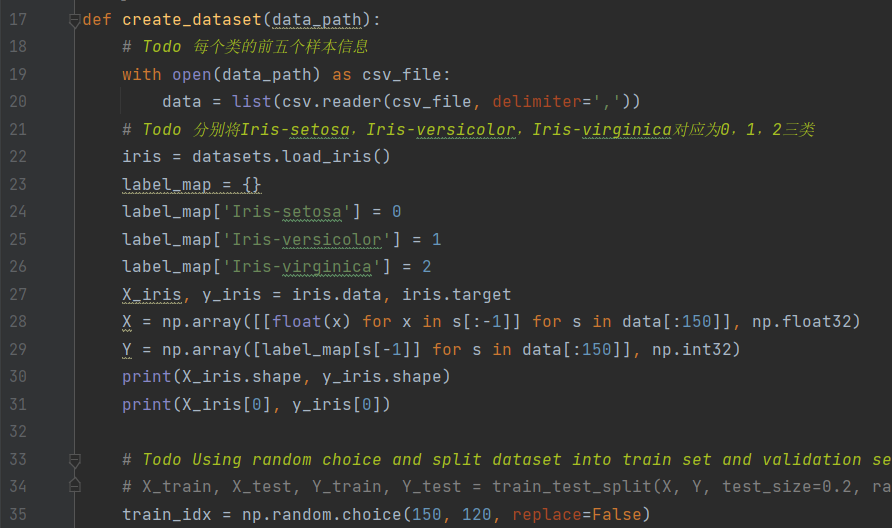 17 def create_dataset(data_path):
18 # Todo 每个类的前五个样本信息
19 with open(data_path) as csv_file:
20 data = list(csv.reader(csv_file, delimiter=','))
21 # Todo 分别将Iris-setosa，Iris-versicolor，Iris-virginica对应为0，1，2三类
22 iris = datasets.load_iris()
23 label_map = {}
24 label_map['Iris-setosa'] = 0
25 label_map['Iris-versicolor'] = 1
26 label_map['Iris-virginica'] = 2
27 X_iris, y_iris = iris.data, iris.target
28 X = np.array([[float(x) for x in s[:-1]] for s in data[:150]], np.float32)
29 Y = np.array([label_map[s[-1]] for s in data[:150]], np.int32)
30 print(X_iris.shape, y_iris.shape)
31 print(X_iris[0], y_iris[0])
32
33 # Todo Using random choice and split dataset into train set and validation se
34 # X_train, X_test, Y_train, Y_test = train_test_split(X, Y, test_size=0.2, ra
35 train_idx = np.random.choice(150, 120, replace=False)